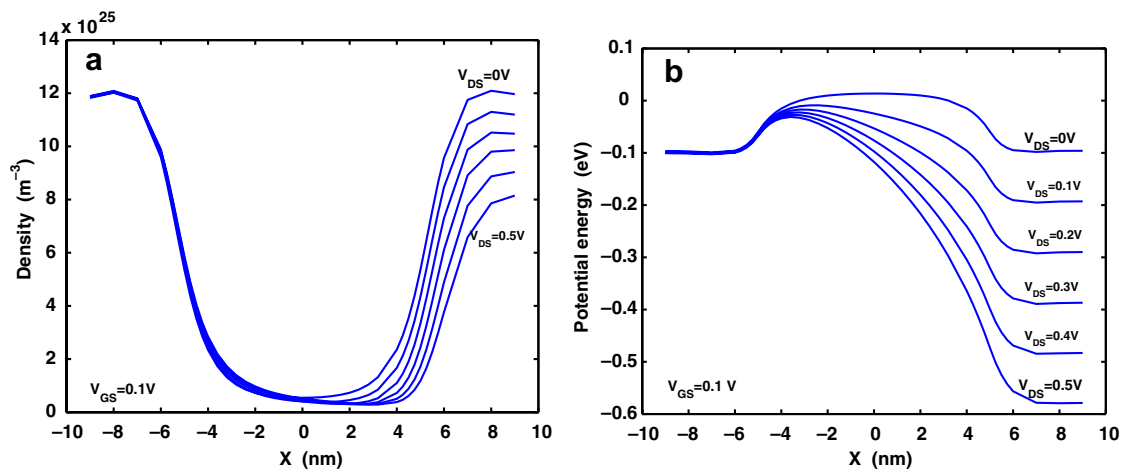 x 10²⁵
a
14
12
10
8
6
4
2
0
Density (m⁻³)
V_DS=0V
V_DS=0.5V
V_GS=0.1V
−10 −8 −6 −4 −2 0 2 4 6 8 10
X (nm)
b
0.1
0
−0.1
−0.2
−0.3
−0.4
−0.5
−0.6
Potential energy (eV)
V_DS=0V
V_DS=0.1V
V_DS=0.2V
V_DS=0.3V
V_DS=0.4V
V_DS=0.5V
V_GS=0.1 V
−10 −8 −6 −4 −2 0 2 4 6 8 10
X (nm)